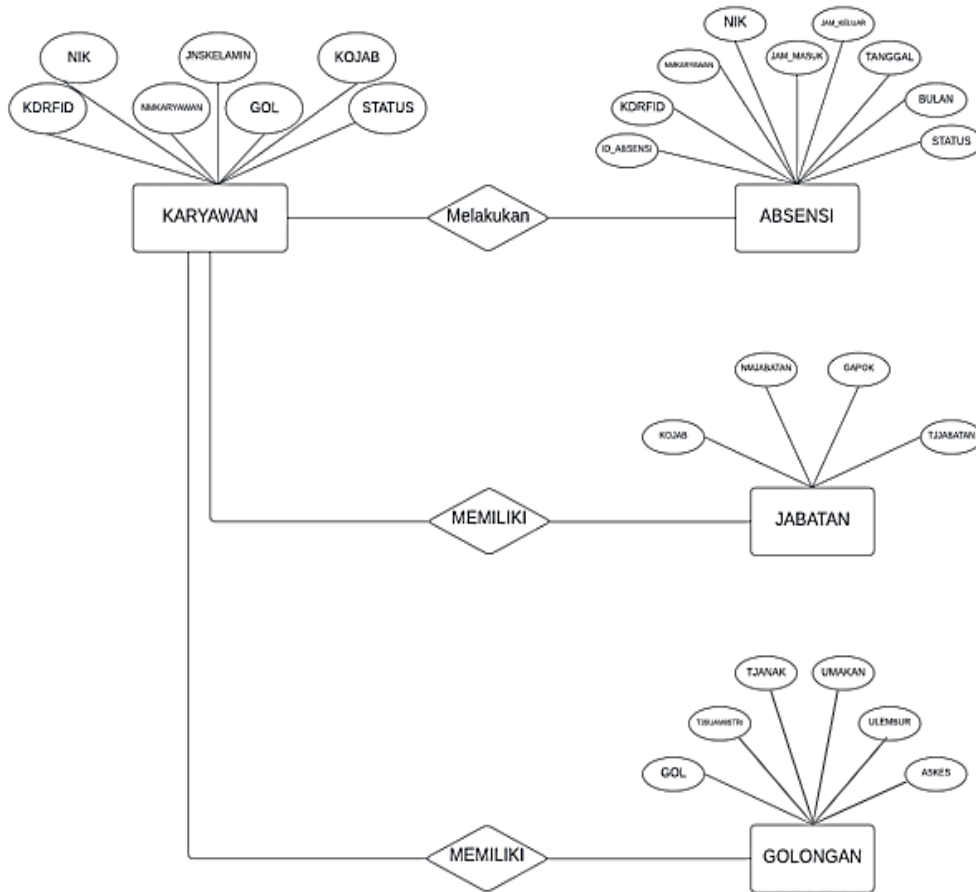 NIK
JNSKELAMIN
KOJAB
KDRFID
NMKARYAWAN
GOL
STATUS
KARYAWAN
Melakukan
NIK
JAM_KELUAR
NMKARYAWAN
JAM_MASUK
TANGGAL
KDRFID
BULAN
ID_ABSENSI
STATUS
ABSENSI
NMJABATAN
GAPOK
KOJAB
TJJABATAN
MEMILIKI
JABATAN
TJANAK
UMAKAN
TJSUAMIISTRI
ULEMBUR
GOL
ASKES
MEMILIKI
GOLONGAN